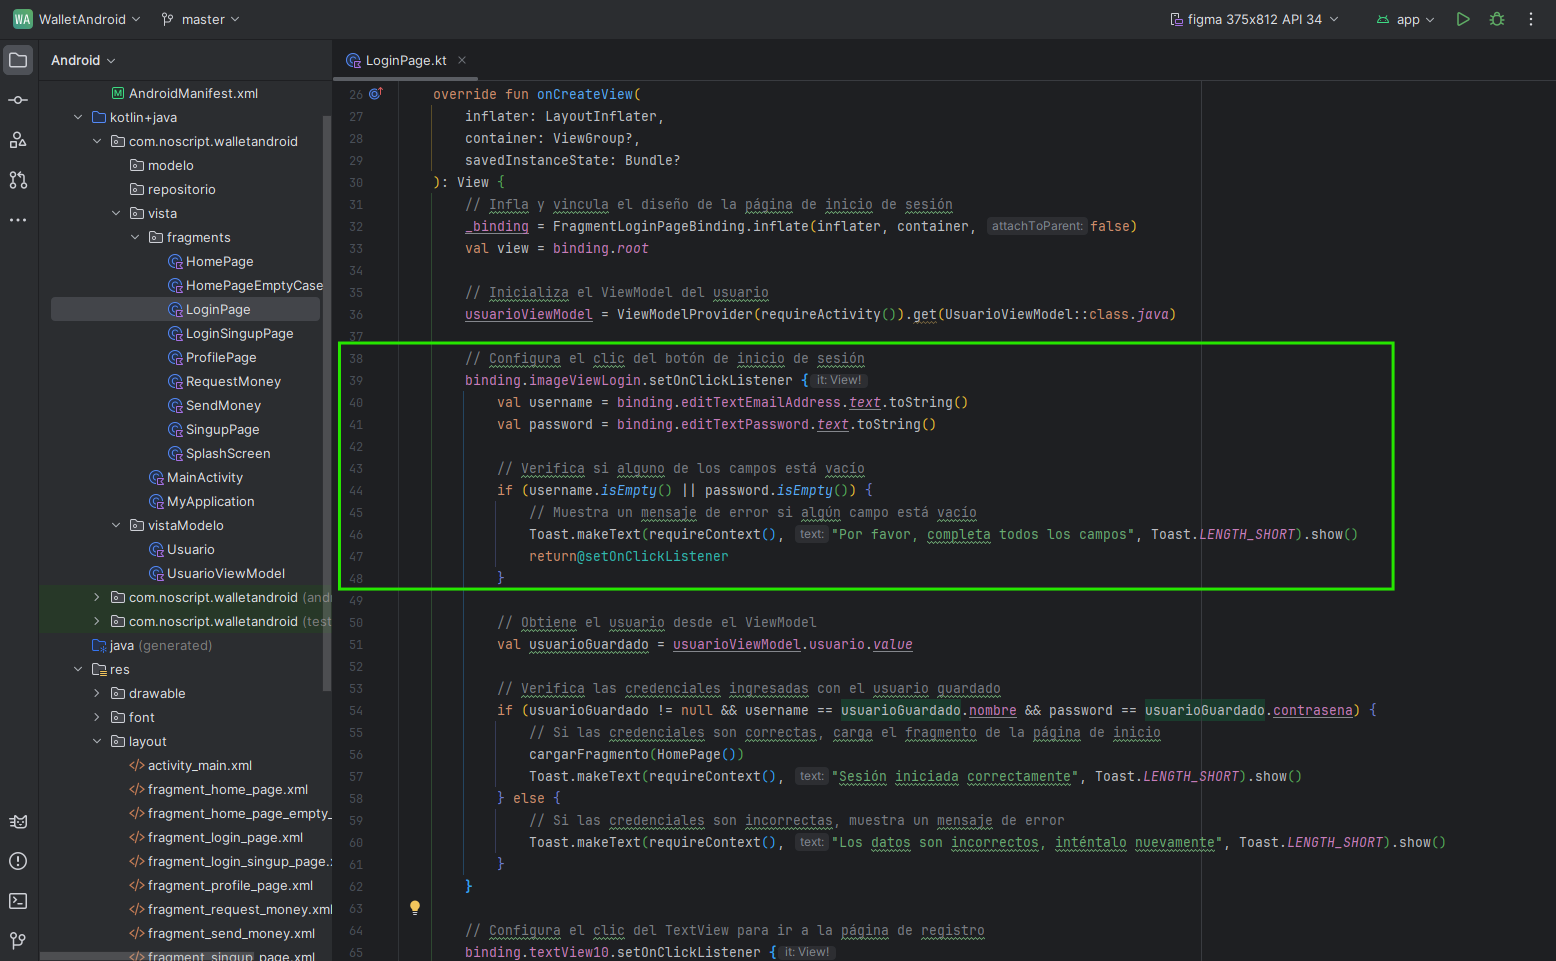 WA WalletAndroid master figma 375x812 API 34 app
Android
LoginPage.kt
AndroidManifest.xml
kotlin+java
com.noscript.walletandroid
modelo
repositorio
vista
fragments
HomePage
HomePageEmptyCase
LoginPage
LoginSingupPage
ProfilePage
RequestMoney
SendMoney
SingupPage
SplashScreen
MainActivity
MyApplication
vistaModelo
Usuario
UsuarioViewModel
com.noscript.walletandroid (and
com.noscript.walletandroid (test
java (generated)
res
drawable
font
layout
activity_main.xml
fragment_home_page.xml
fragment_home_page_empty_
fragment_login_page.xml
fragment_login_singup_page.
fragment_profile_page.xml
fragment_request_money.xml
fragment_send_money.xml
fragment_singup_page.xml
26 override fun onCreateView(
27 inflater: LayoutInflater,
28 container: ViewGroup?,
29 savedInstanceState: Bundle?
30 ): View {
31 // Infla y vincula el diseño de la página de inicio de sesión
32 _binding = FragmentLoginPageBinding.inflate(inflater, container, attachToParent: false)
33 val view = binding.root
34
35 // Inicializa el ViewModel del usuario
36 usuarioViewModel = ViewModelProvider(requireActivity()).get(UsuarioViewModel::class.java)
37
38 // Configura el clic del botón de inicio de sesión
39 binding.imageViewLogin.setOnClickListener { it: View!
40 val username = binding.editTextEmailAddress.text.toString()
41 val password = binding.editTextPassword.text.toString()
42
43 // Verifica si alguno de los campos está vacío
44 if (username.isEmpty() || password.isEmpty()) {
45 // Muestra un mensaje de error si algún campo está vacío
46 Toast.makeText(requireContext(), text: "Por favor, completa todos los campos", Toast.LENGTH_SHORT).show()
47 return@setOnClickListener
48 }
49
50 // Obtiene el usuario desde el ViewModel
51 val usuarioGuardado = usuarioViewModel.usuario.value
52
53 // Verifica las credenciales ingresadas con el usuario guardado
54 if (usuarioGuardado != null && username == usuarioGuardado.nombre && password == usuarioGuardado.contrasena) {
55 // Si las credenciales son correctas, carga el fragmento de la página de inicio
56 cargarFragmento(HomePage())
57 Toast.makeText(requireContext(), text: "Sesión iniciada correctamente", Toast.LENGTH_SHORT).show()
58 } else {
59 // Si las credenciales son incorrectas, muestra un mensaje de error
60 Toast.makeText(requireContext(), text: "Los datos son incorrectos, inténtalo nuevamente", Toast.LENGTH_SHORT).show()
61 }
62 }
63
64 // Configura el clic del TextView para ir a la página de registro
65 binding.textView10.setOnClickListener { it: View!